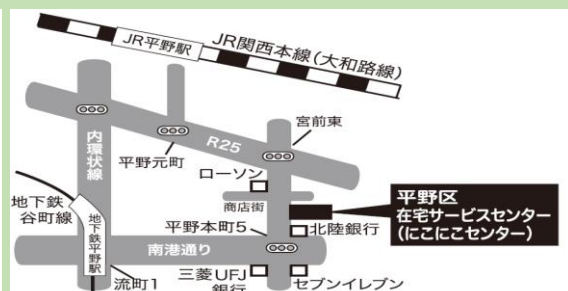 JR平野駅
JR関西本線(大和路線)
内環状線
平野元町
R25
宮前東
ローソン
商店街
地下鉄
谷町線
地下鉄平野駅
平野本町5
北陸銀行
平野区
在宅サービスセンター
(にこにこセンター)
南港通り
流町1
三菱UFJ
銀行
セブンイレブン